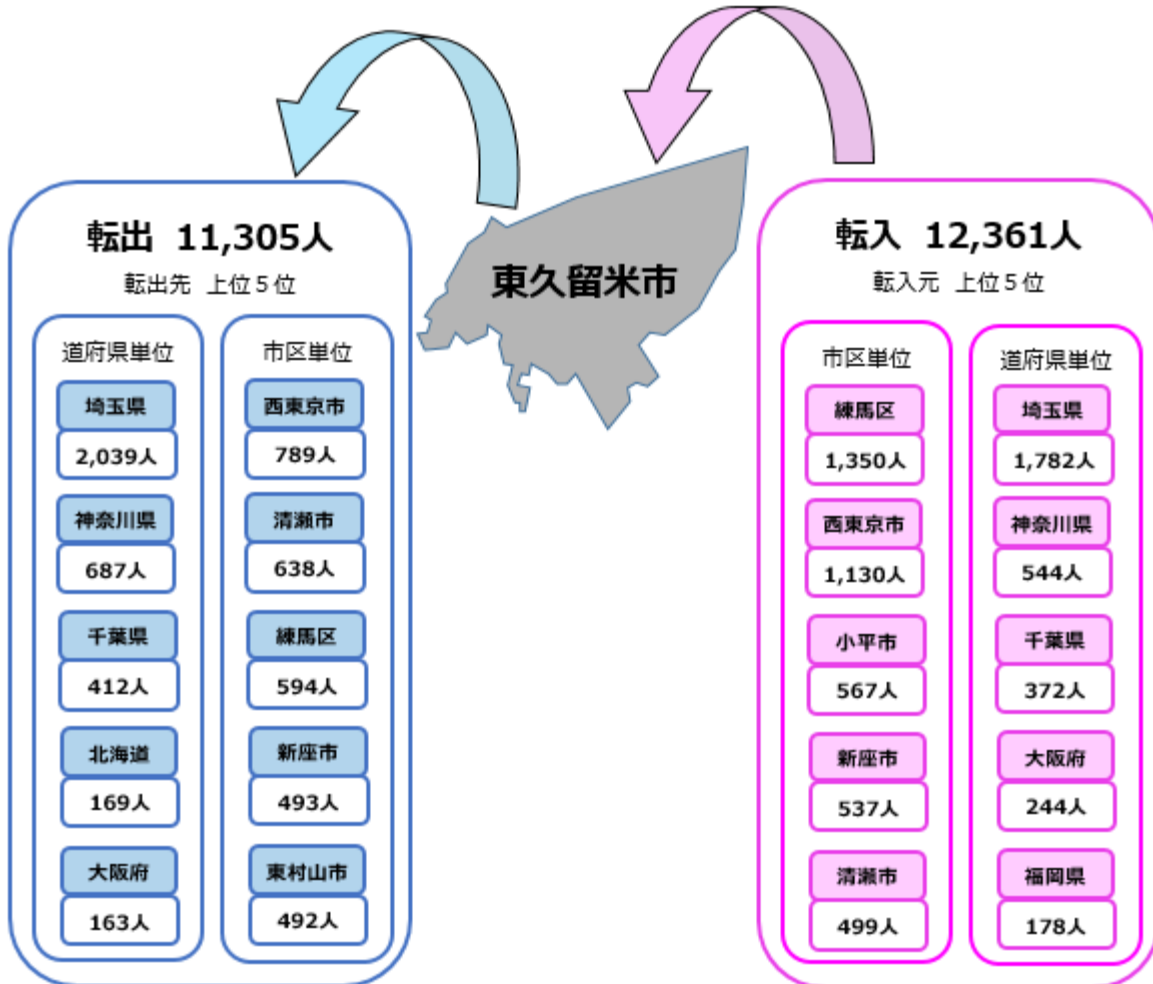 転出 11,305人
転出先 上位5位
道府県単位
埼玉県
2,039人
神奈川県
687人
千葉県
412人
北海道
169人
大阪府
163人
市区単位
西東京市
789人
清瀬市
638人
練馬区
594人
新座市
493人
東村山市
492人
東久留米市
転入 12,361人
転入元 上位5位
市区単位
練馬区
1,350人
西東京市
1,130人
小平市
567人
新座市
537人
清瀬市
499人
道府県単位
埼玉県
1,782人
神奈川県
544人
千葉県
372人
大阪府
244人
福岡県
178人